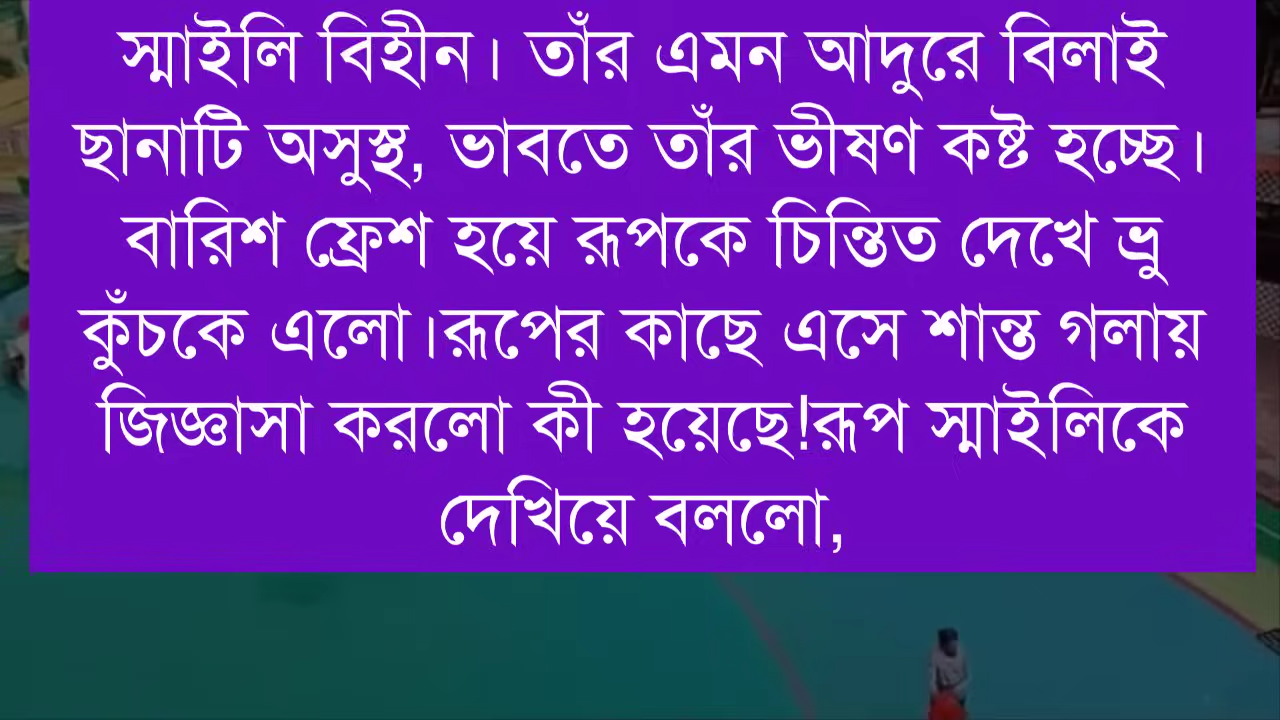 স্মাইলি বিহীন। তাঁর এমন আদুরে বিলাই
ছানাটি অসুস্থ, ভাবতে তাঁর ভীষণ কষ্ট হচ্ছে।
বারিশ ফ্রেশ হয়ে রূপকে চিন্তিত দেখে ভ্রু
কুঁচকে এলো।রূপের কাছে এসে শান্ত গলায়
জিজ্ঞাসা করলো কী হয়েছে!রূপ স্মাইলিকে
দেখিয়ে বললো,